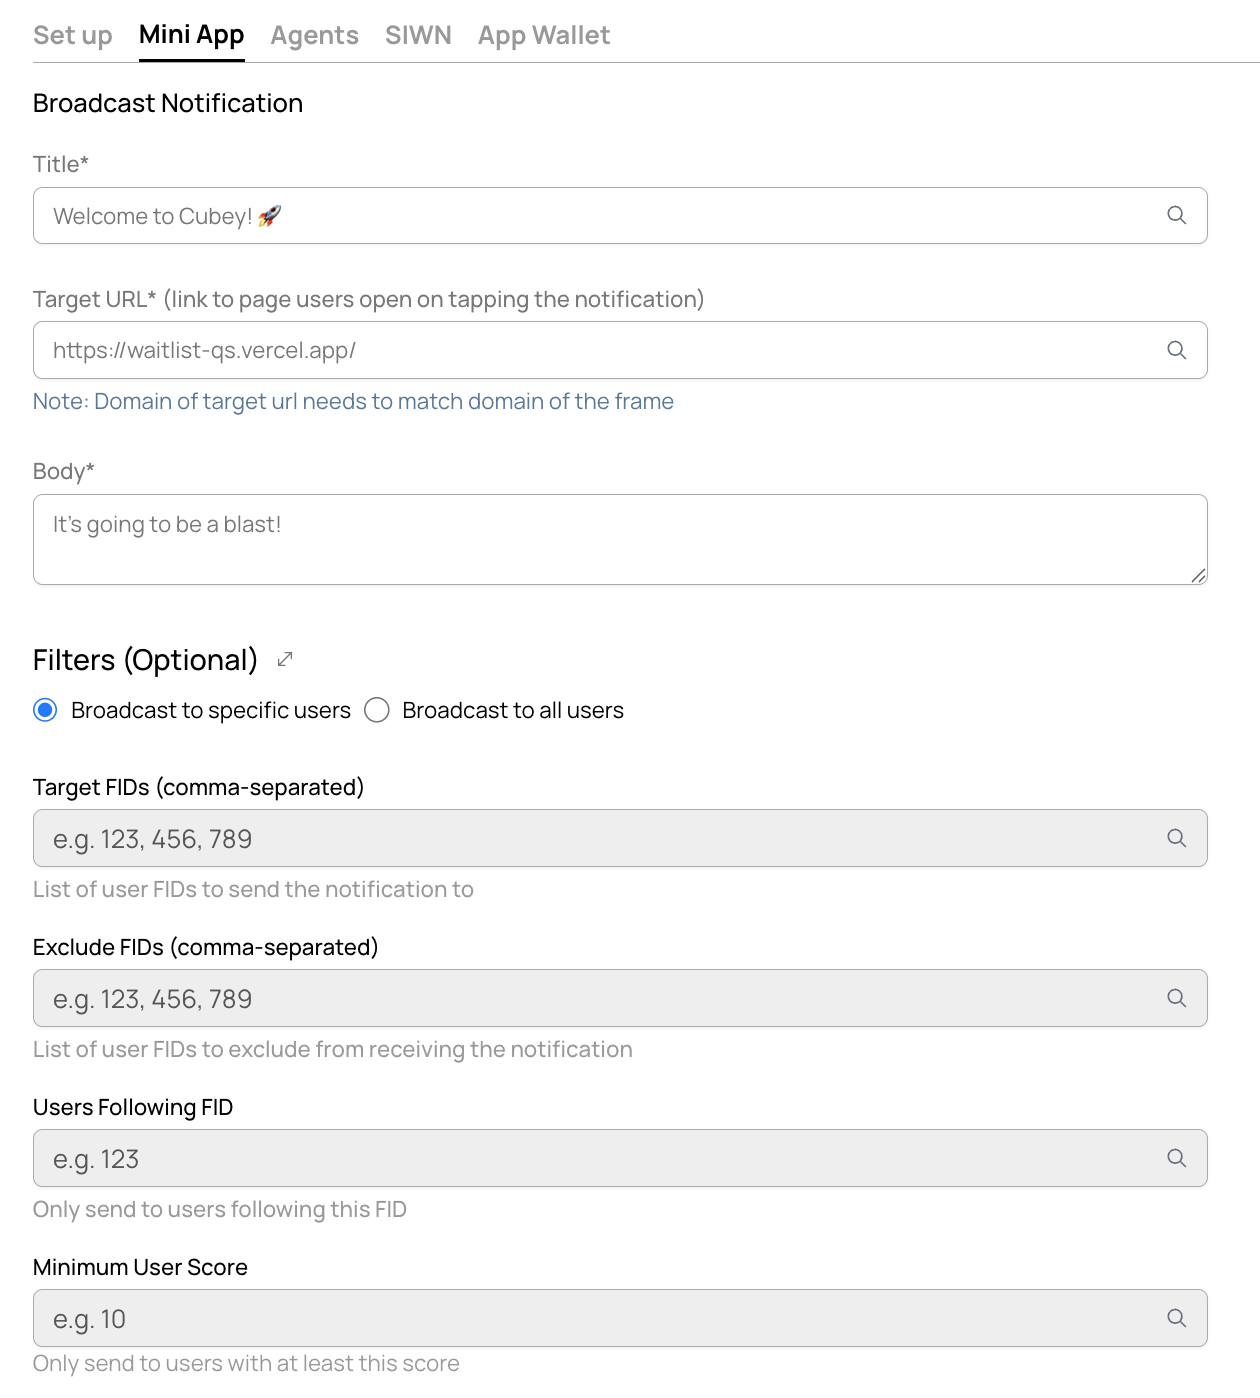 Set up Mini App Agents SIWN App Wallet
Broadcast Notification
Title*
Welcome to Cubey! 🚀
Target URL* (link to page users open on tapping the notification)
https://waitlist-qs.vercel.app/
Note: Domain of target url needs to match domain of the frame
Body*
It's going to be a blast!
Filters (Optional)
Broadcast to specific users Broadcast to all users
Target FIDs (comma-separated)
e.g. 123, 456, 789
List of user FIDs to send the notification to
Exclude FIDs (comma-separated)
e.g. 123, 456, 789
List of user FIDs to exclude from receiving the notification
Users Following FID
e.g. 123
Only send to users following this FID
Minimum User Score
e.g. 10
Only send to users with at least this score